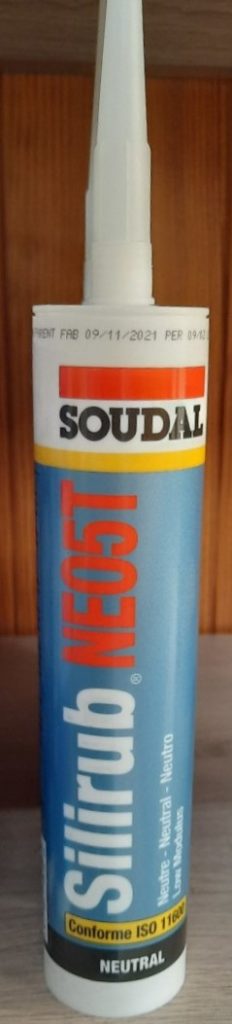 FAB 09/11/2021 PER
SOUDAL
Silirub® NEO5T
Neutre - Neutral - Neutro
Low Modulus
Conforme ISO 11600
NEUTRAL